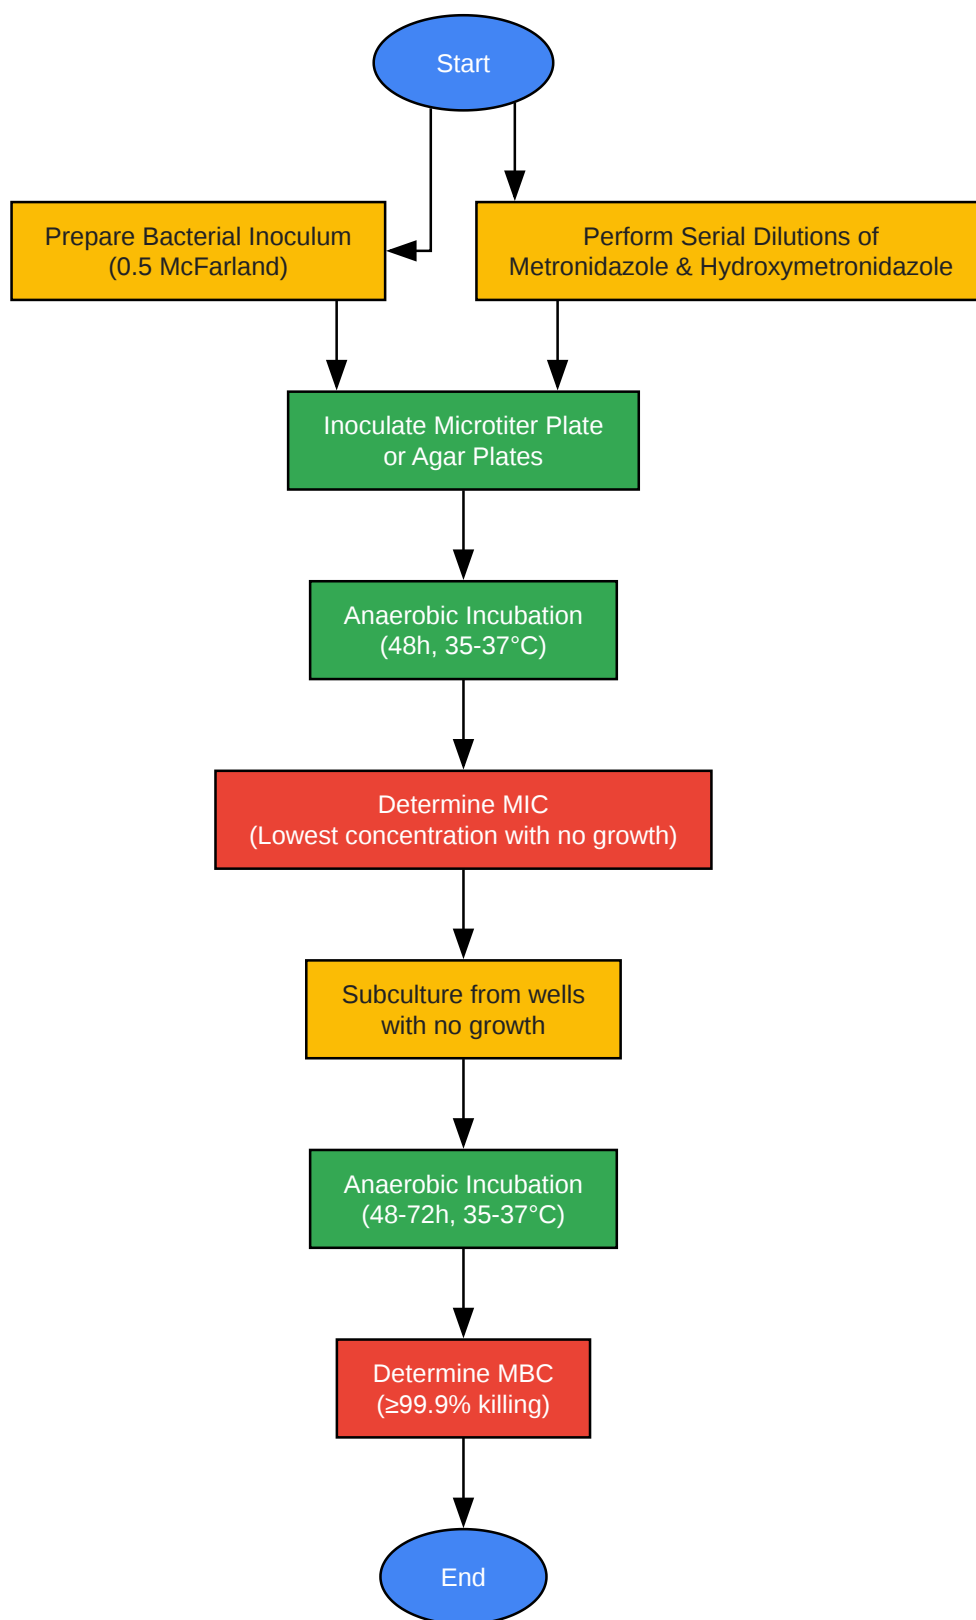 Start
Prepare Bacterial Inoculum
(0.5 McFarland)
Perform Serial Dilutions of
Metronidazole & Hydroxymetronidazole
Inoculate Microtiter Plate
or Agar Plates
Anaerobic Incubation
(48h, 35-37°C)
Determine MIC
(Lowest concentration with no growth)
Subculture from wells
with no growth
Anaerobic Incubation
(48-72h, 35-37°C)
Determine MBC
(≥99.9% killing)
End